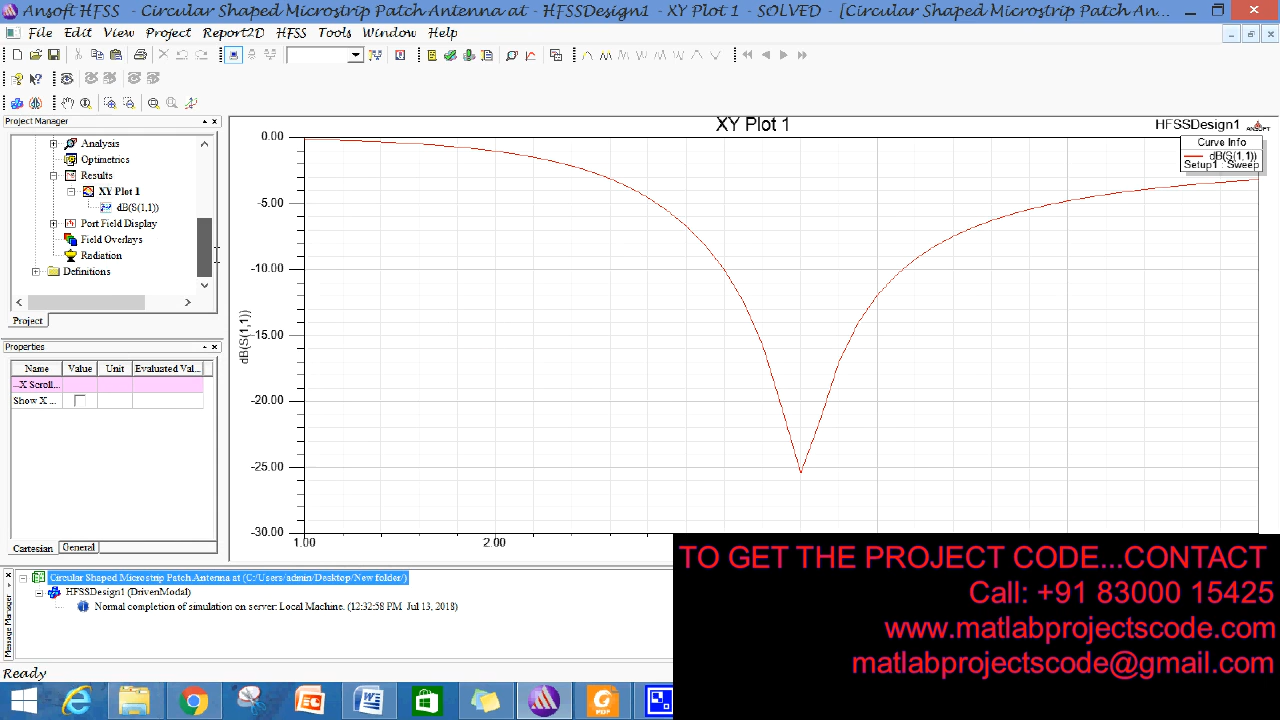 Ansoft HFSS - Circular Shaped Microstrip Patch Antenna at - HFSSDesign1 - XY Plot 1 - SOLVED - [Circular Shaped Microstrip Patch An...
File Edit View Project Report2D HFSS Tools Window Help
Project Manager
Analysis
Optimetrics
Results
XY Plot 1
dB(S(1,1))
Port Field Display
Field Overlays
Radiation
Definitions
Project
Properties
Name Value Unit Evaluated Val...
--X Scroll...
Show X ...
Cartesian General
XY Plot 1
HFSSDesign1
ANSOFT
Curve Info
dB(S(1,1))
Setup1 : Sweep
0.00
-5.00
-10.00
-15.00
-20.00
-25.00
-30.00
dB(S(1,1))
1.00 2.00
Message Manager
Circular Shaped Microstrip Patch Antenna at (C:/Users/admin/Desktop/New folder/)
HFSSDesign1 (DrivenModal)
Normal completion of simulation on server: Local Machine. (12:32:58 PM Jul 13, 2018)
Ready
TO GET THE PROJECT CODE...CONTACT
Call: +91 83000 15425
www.matlabprojectscode.com
matlabprojectscode@gmail.com
PDF